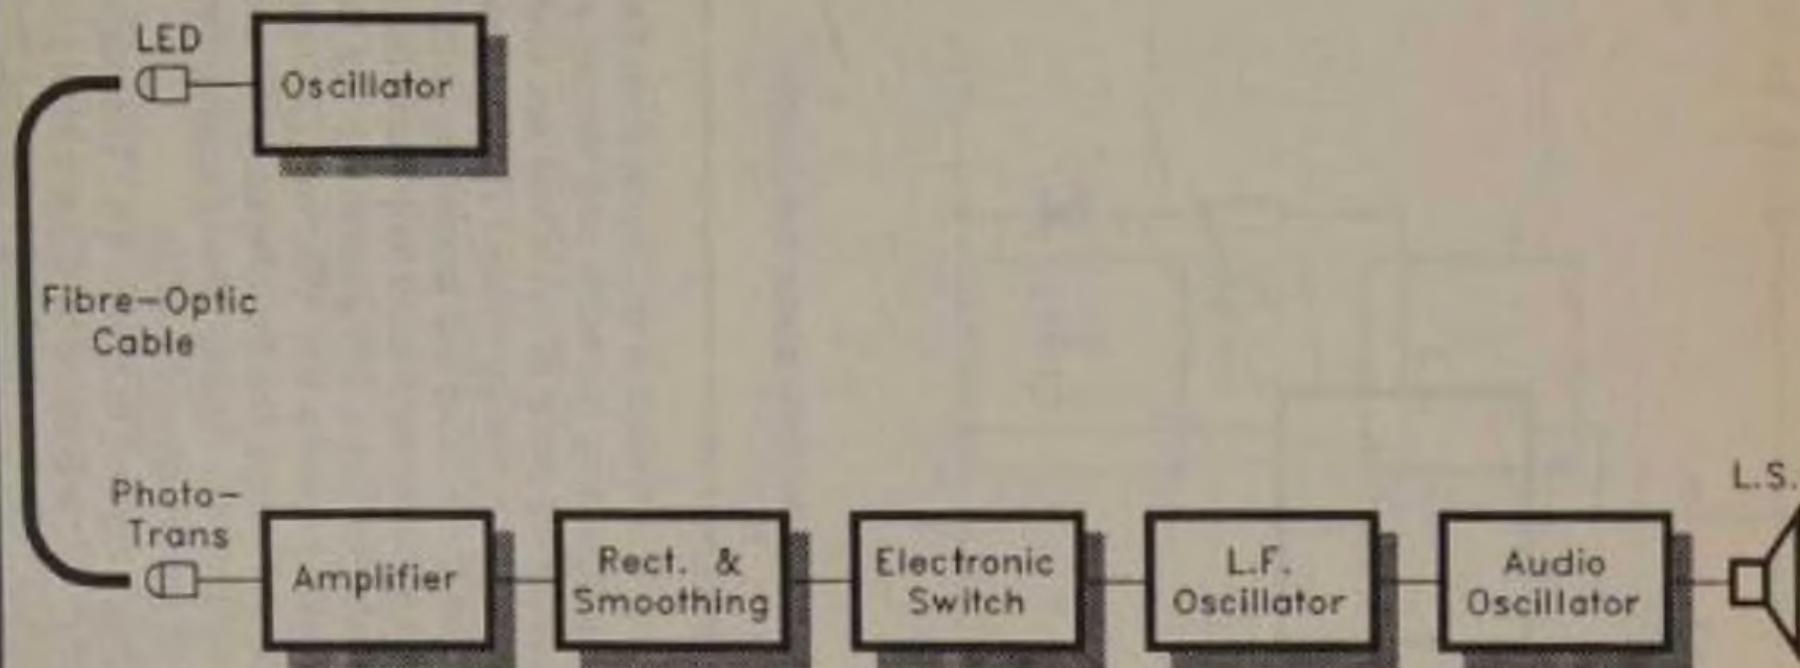 LED
Oscillator
Fibre-Optic
Cable
Photo-
Trans
Amplifier
Rect. &
Smoothing
Electronic
Switch
L.F.
Oscillator
Audio
Oscillator
L.S.